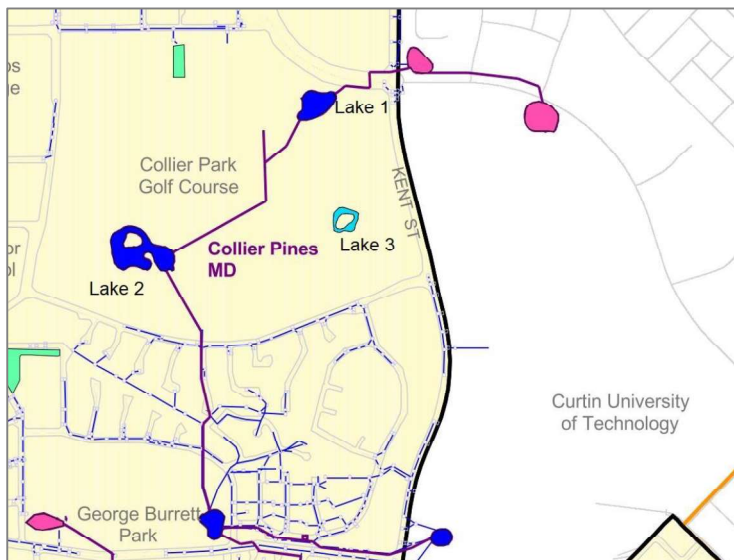 Lake 1
Collier Park
Golf Course
KENT ST
Lake 3
Collier Pines
MD
Lake 2
Curtin University
of Technology
George Burrett
Park